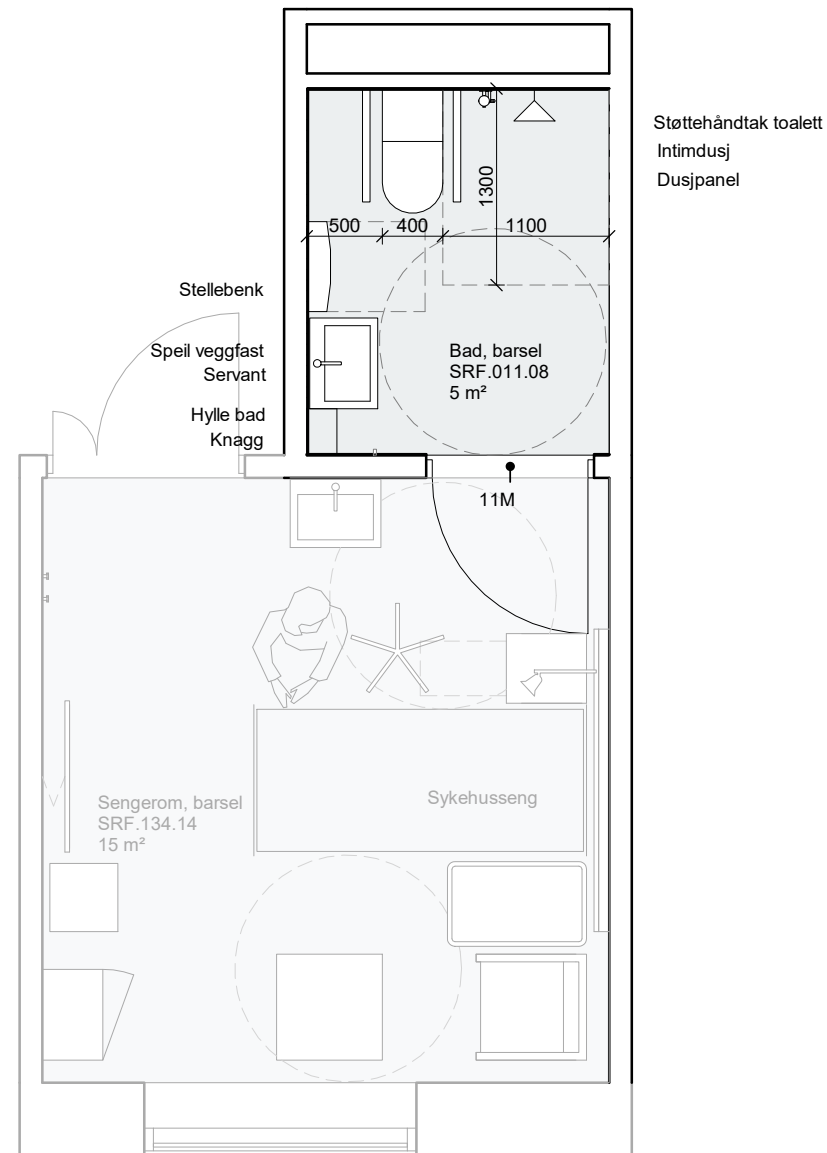 Støttehåndtak toalett
Intimdusj
Dusjpanel
1300
500
400
1100
Stellebenk
Speil veggfast
Servant
Hylle bad
Knagg
Bad, barsel
SRF.011.08
5 m²
11M
Sengerom, barsel
SRF.134.14
15 m²
Sykehusseng